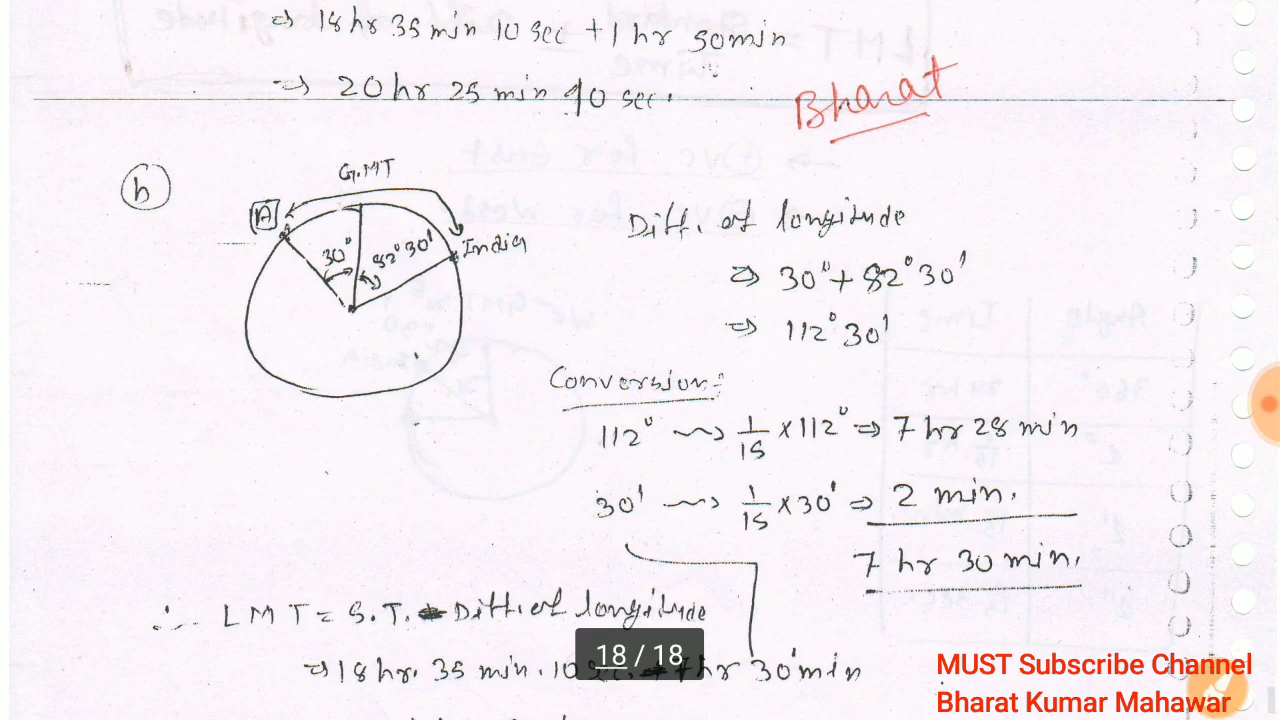 ⇒ 18 hr 35 min 10 sec + 1 hr 50 min
⇒ 20 hr 25 min 10 sec.
Bharat
(b)
G.MT
A
30° 82°30'
India
Diff. of longitude
⇒ 30° + 82°30'
⇒ 112°30'
Conversion:-
112° ⇝ 1/15 × 112° ⇒ 7 hr 28 min
30' ⇝ 1/15 × 30' ⇒ 2 min.
7 hr 30 min.
∴ LMT = S.T. - Diff. of longitude
⇒ 18 hr. 35 min. 10 sec. - 7 hr 30 min
18 / 18
MUST Subscribe Channel
Bharat Kumar Mahawar